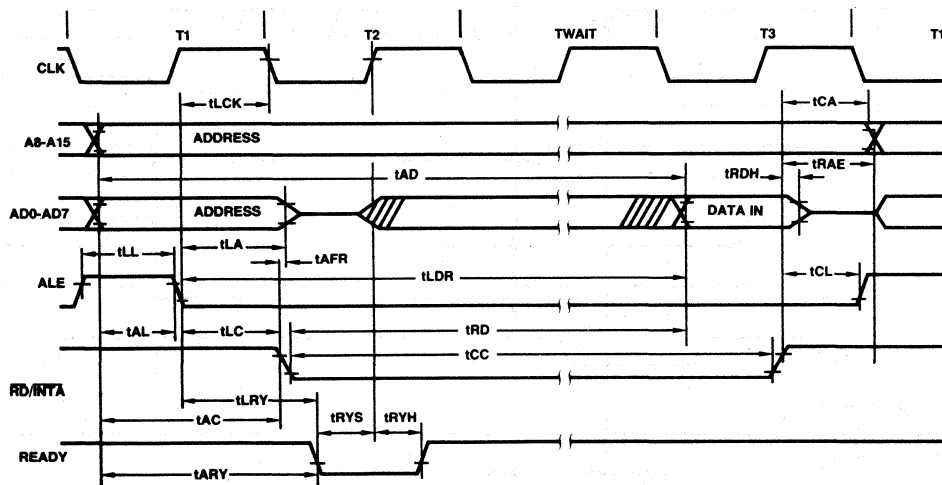 T1 T2 TWAIT T3 T1
CLK
tLCK tCA
A8-A15 ADDRESS
tAD tRDH tRAE
AD0-AD7 ADDRESS DATA IN
tLL tLA tAFR
ALE tLDR tCL
tAL tLC tRD
tCC
RD/INTA
tLRY
tAC tRYS tRYH
READY
tARY